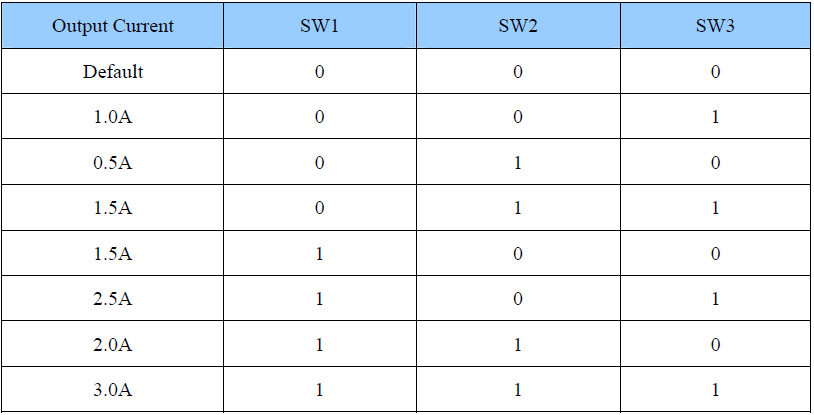 Output Current SW1 SW2 SW3
Default 0 0 0
1.0A 0 0 1
0.5A 0 1 0
1.5A 0 1 1
1.5A 1 0 0
2.5A 1 0 1
2.0A 1 1 0
3.0A 1 1 1